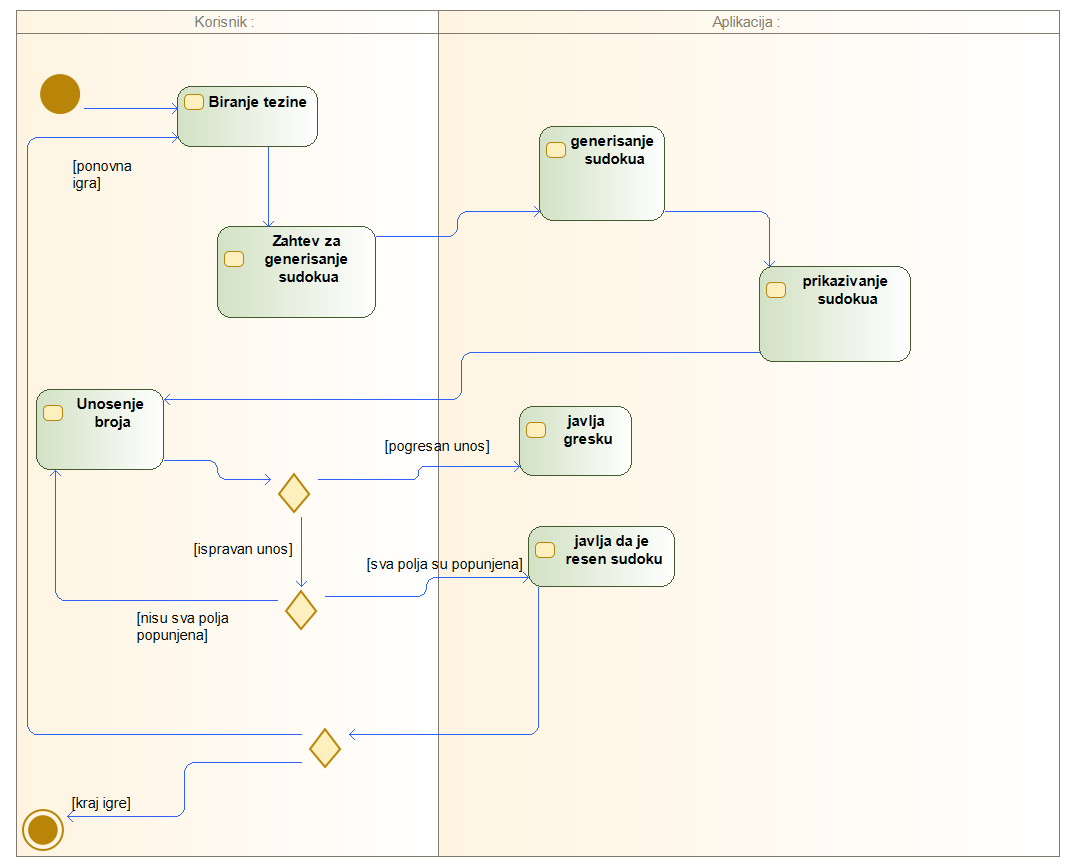 Korisnik :
Aplikacija :
Biranje tezine
[ponovna
igra]
generisanje
sudokua
Zahtev za
generisanje
sudokua
prikazivanje
sudokua
Unosenje
broja
javlja
gresku
[pogresan unos]
[ispravan unos]
javlja da je
resen sudoku
[sva polja su popunjena]
[nisu sva polja
popunjena]
[kraj igre]